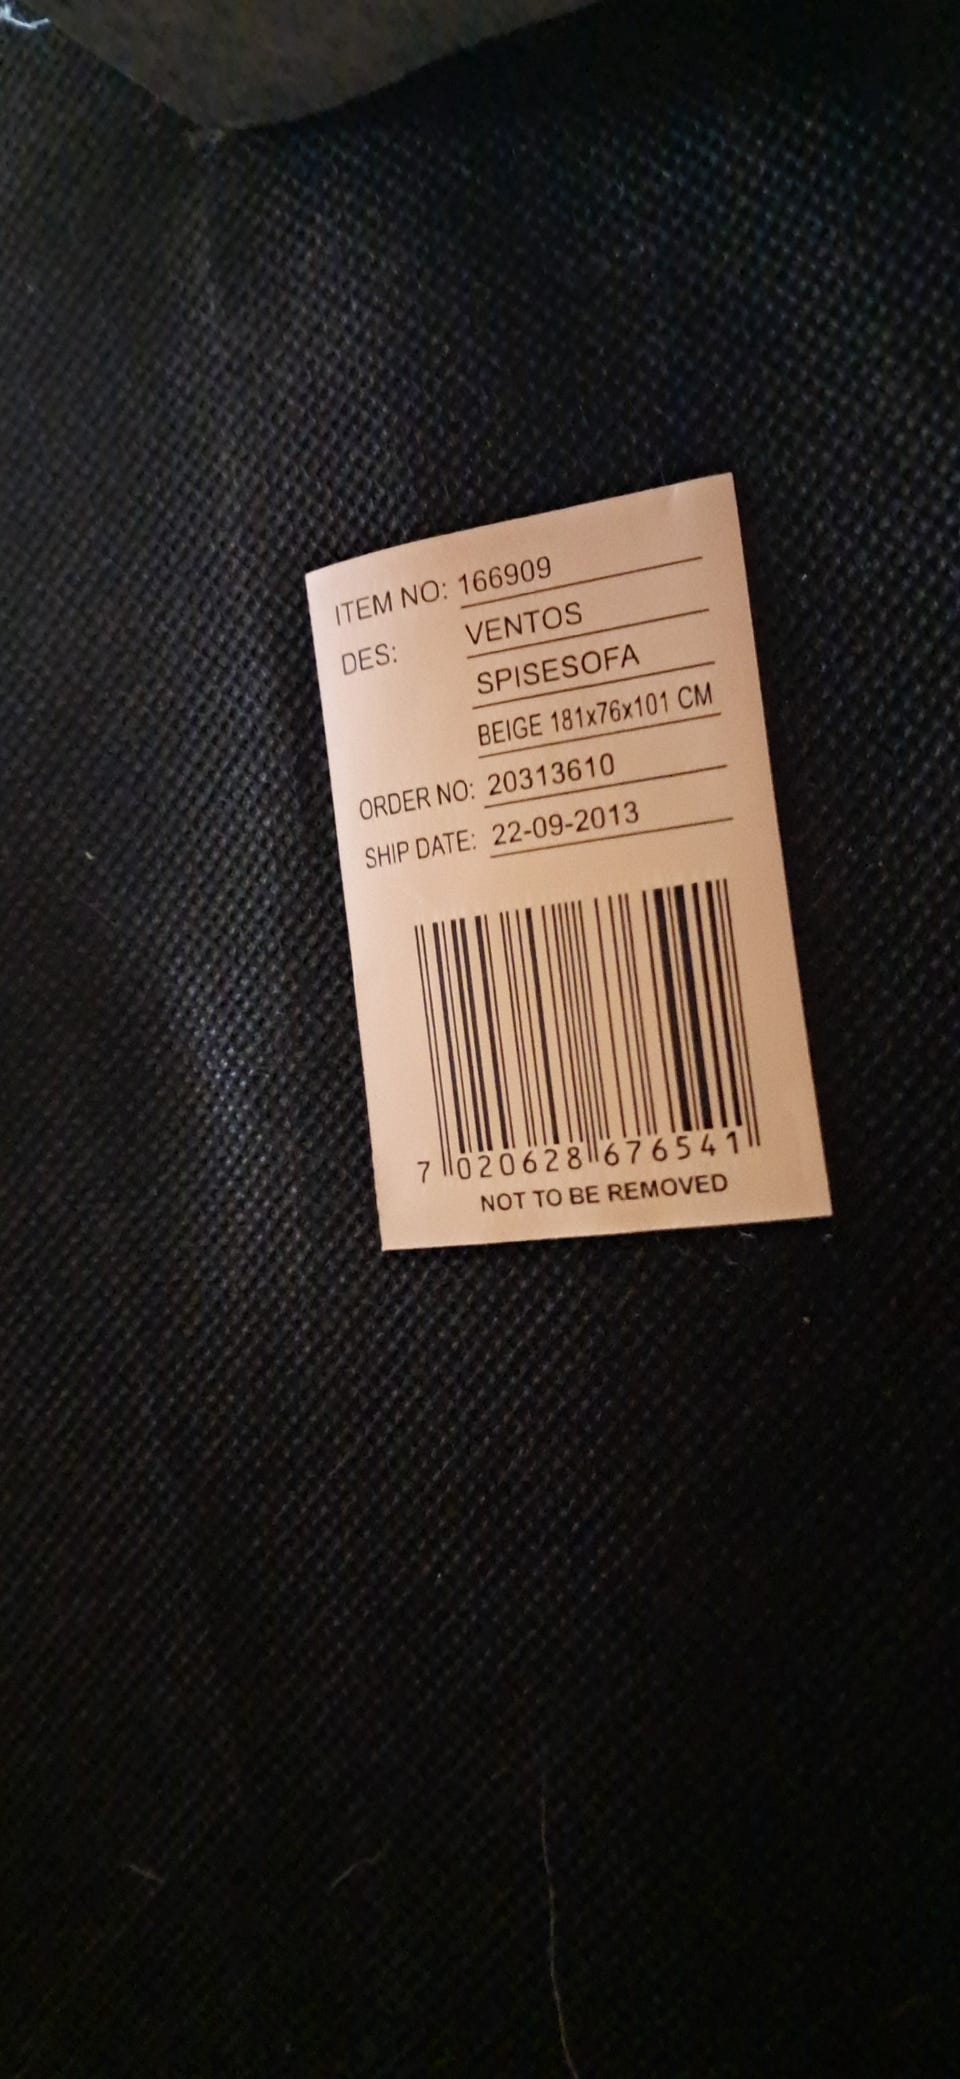 ITEM NO: 166909
DES: VENTOS
SPISESOFA
BEIGE 181x76x101 CM
ORDER NO: 20313610
SHIP DATE: 22-09-2013
7 020628 676541
NOT TO BE REMOVED